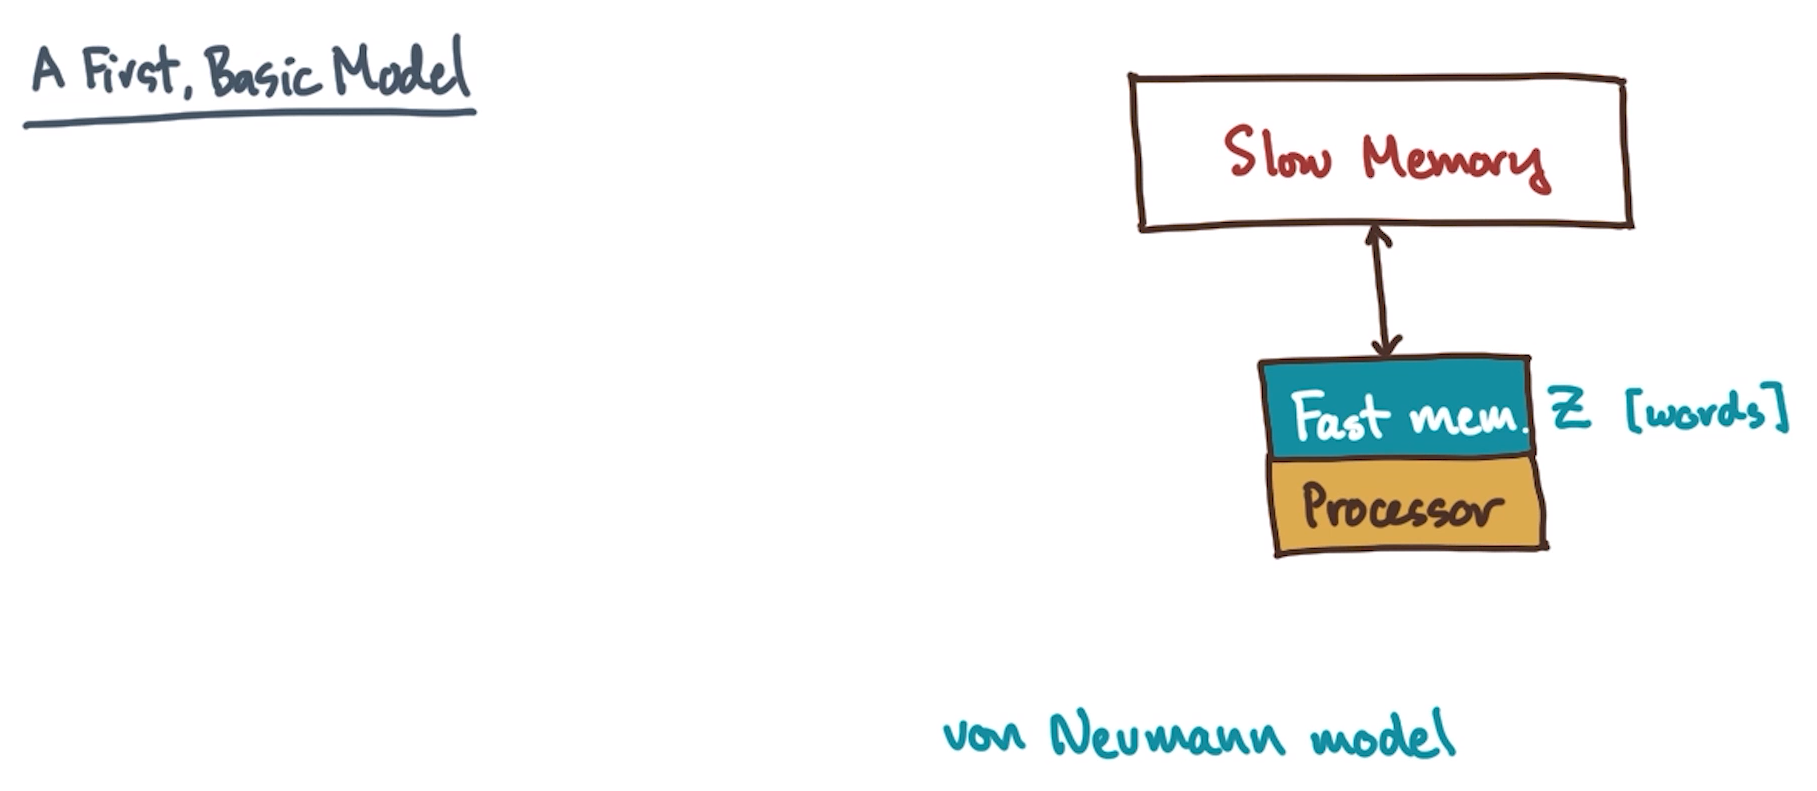 A First, Basic Model
Slow Memory
Fast mem. Z [words]
Processor
von Neumann model